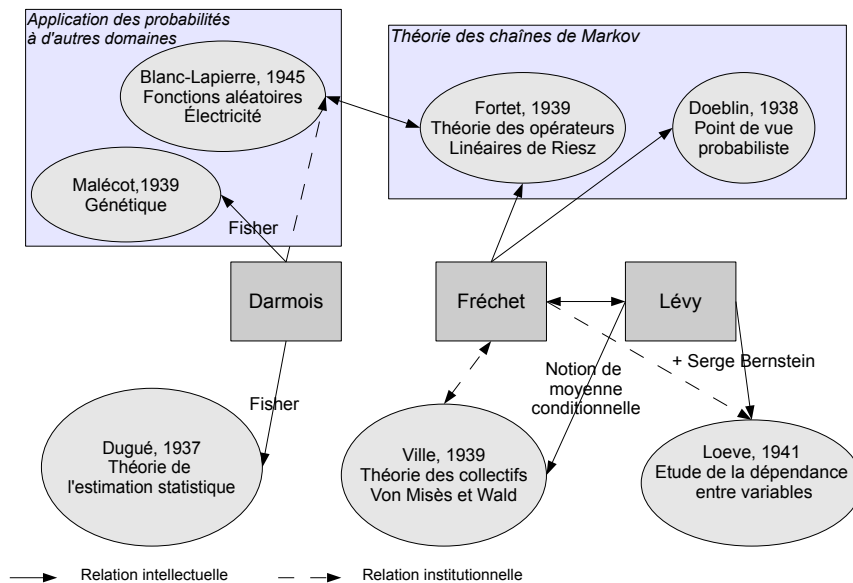 Application des probabilités
à d'autres domaines
Blanc-Lapierre, 1945
Fonctions aléatoires
Électricité
Malécot,1939
Génétique
Fisher
Théorie des chaînes de Markov
Fortet, 1939
Théorie des opérateurs
Linéaires de Riesz
Doeblin, 1938
Point de vue
probabiliste
Darmois
Fréchet
Lévy
Fisher
Notion de
moyenne
conditionnelle
+ Serge Bernstein
Dugué, 1937
Théorie de
l'estimation statistique
Ville, 1939
Théorie des collectifs
Von Misès et Wald
Loeve, 1941
Etude de la dépendance
entre variables
Relation intellectuelle
Relation institutionnelle